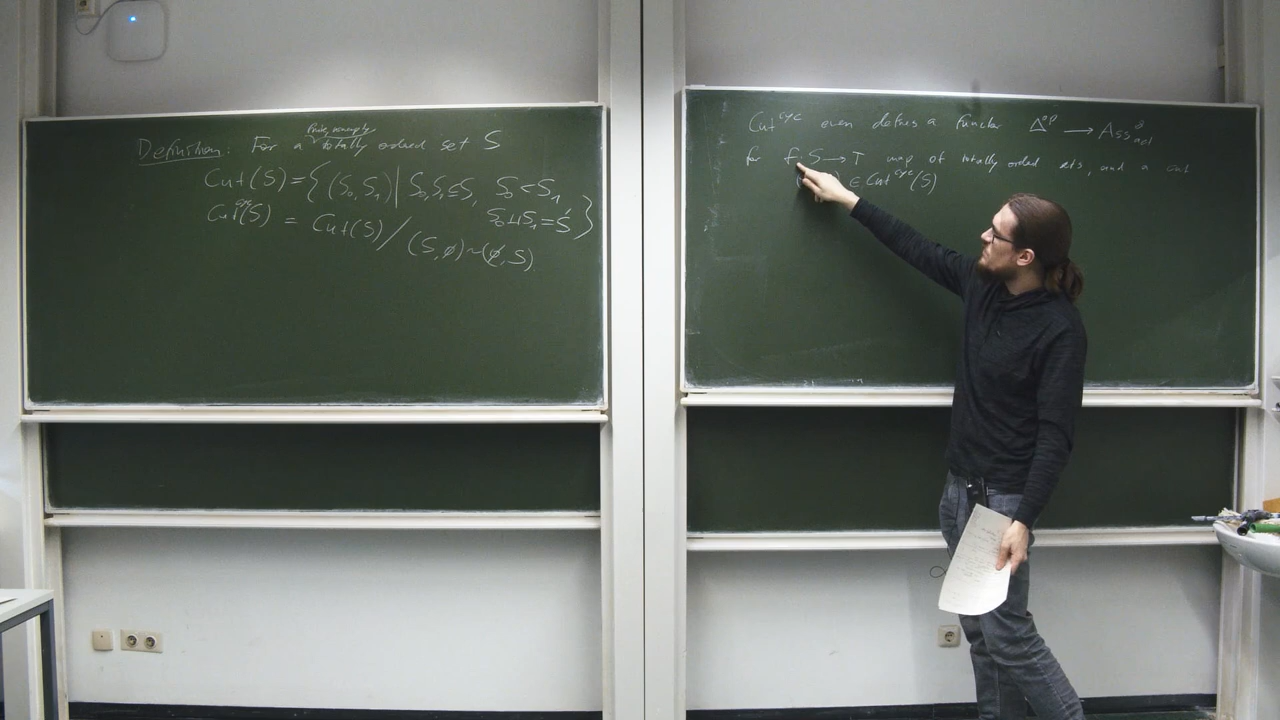 finite, nonempty
Definition: For a totally ordered set S
Cut(S) = { (S₀, S₁) | S₀, S₁ ⊆ S, S₀ < S₁
S₀ ⊔ S₁ = S }
Cut^cyc(S) = Cut(S) / (S, ∅) ~ (∅, S)
Cut^cyc even defines a functor Δ^op → Ass^⊗_act
for f: S → T map of totally ordered sets, and a cut
∈ Cut^cyc(S)